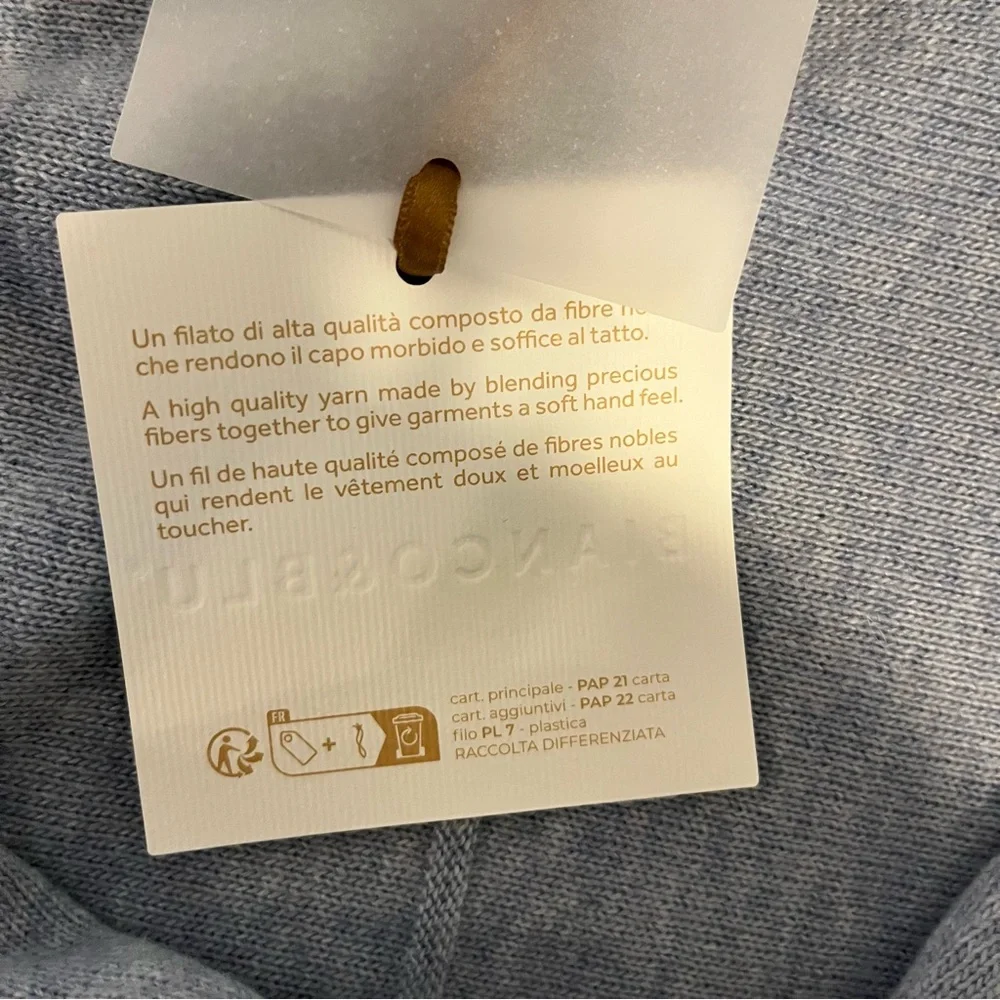 Un filato di alta qualità composto da fibre
che rendono il capo morbido e soffice al tatto.
A high quality yarn made by blending precious
fibers together to give garments a soft hand feel.
Un fil de haute qualité composé de fibres nobles
qui rendent le vêtement doux et moelleux au
toucher.
BIANCO&BLU
FR
cart. principale - PAP 21 carta
cart. aggiuntivi - PAP 22 carta
filo PL 7 - plastica
RACCOLTA DIFFERENZIATA